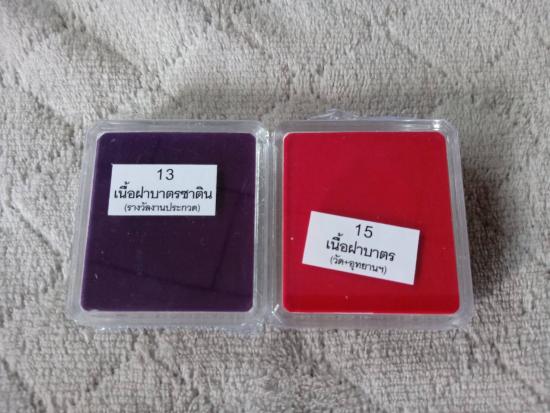 13
เนื้อฝาบาตรซาติน
(รางวัลงานประกวด)
15
เนื้อฝาบาตร
(วัด+อุทยานฯ)